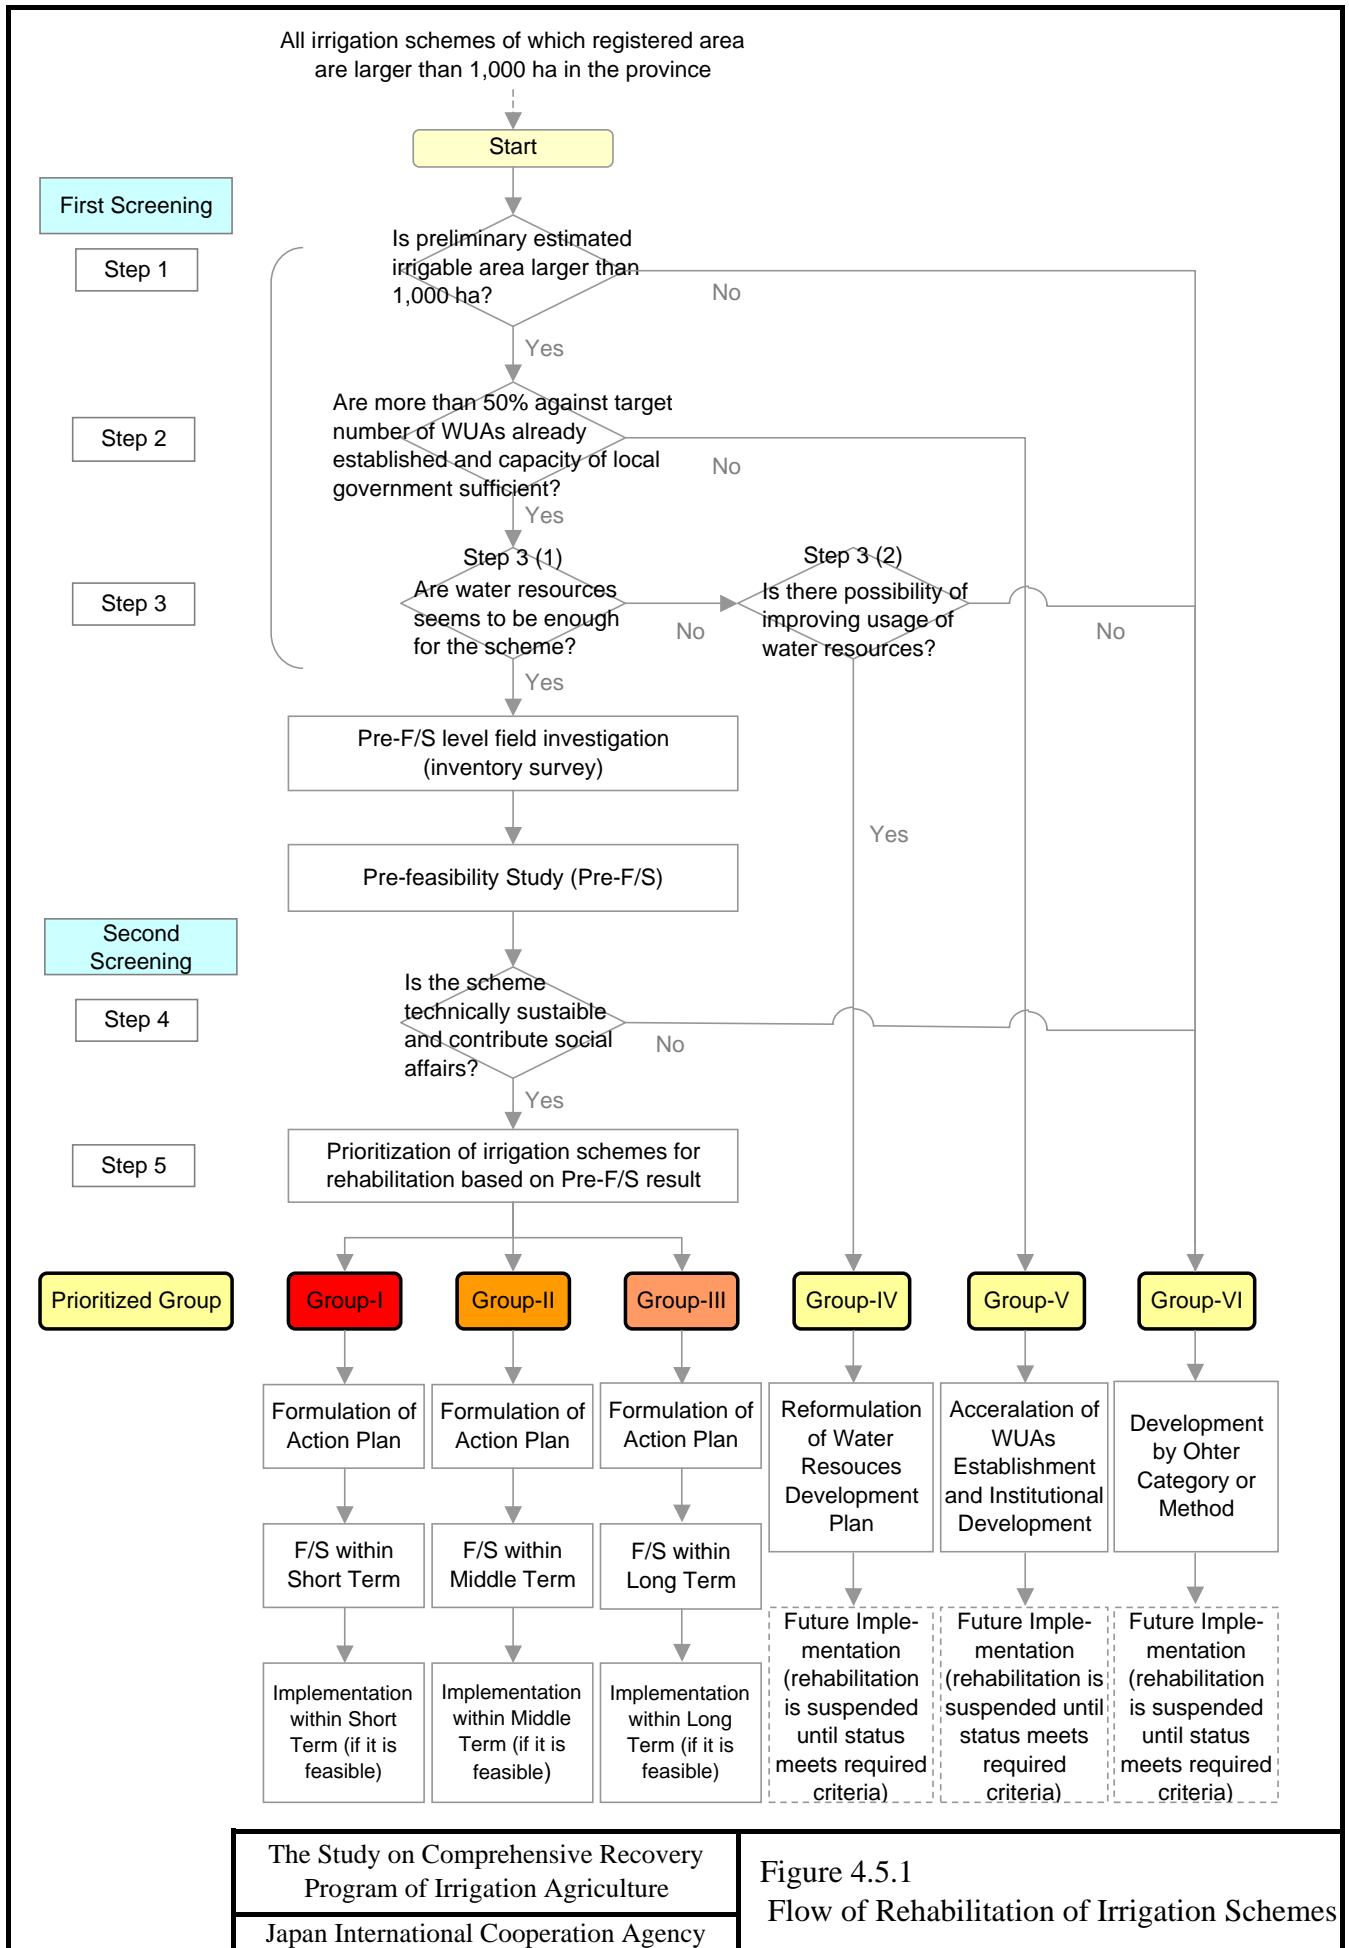 All irrigation schemes of which registered area
are larger than 1,000 ha in the province
Start
First Screening
Step 1
Is preliminary estimated
irrigable area larger than
1,000 ha?
No
Yes
Step 2
Are more than 50% against target
number of WUAs already
established and capacity of local
government sufficient?
No
Yes
Step 3
Step 3 (1)
Are water resources
seems to be enough
for the scheme?
No
Yes
Step 3 (2)
Is there possibility of
improving usage of
water resources?
No
Yes
Pre-F/S level field investigation
(inventory survey)
Pre-feasibility Study (Pre-F/S)
Second
Screening
Step 4
Is the scheme
technically sustaible
and contribute social
affairs?
No
Yes
Step 5
Prioritization of irrigation schemes for
rehabilitation based on Pre-F/S result
Prioritized Group
Group-I
Group-II
Group-III
Group-IV
Group-V
Group-VI
Formulation of
Action Plan
Formulation of
Action Plan
Formulation of
Action Plan
Reformulation
of Water
Resouces
Development
Plan
Acceralation of
WUAs
Establishment
and Institutional
Development
Development
by Ohter
Category or
Method
F/S within
Short Term
F/S within
Middle Term
F/S within
Long Term
Implementation
within Short
Term (if it is
feasible)
Implementation
within Middle
Term (if it is
feasible)
Implementation
within Long
Term (if it is
feasible)
Future Imple-
mentation
(rehabilitation
is suspended
until status
meets required
criteria)
Future Imple-
mentation
(rehabilitation is
suspended until
status meets
required
criteria)
Future Imple-
mentation
(rehabilitation
is suspended
until status
meets required
criteria)
The Study on Comprehensive Recovery
Program of Irrigation Agriculture
Japan International Cooperation Agency
Figure 4.5.1
Flow of Rehabilitation of Irrigation Schemes